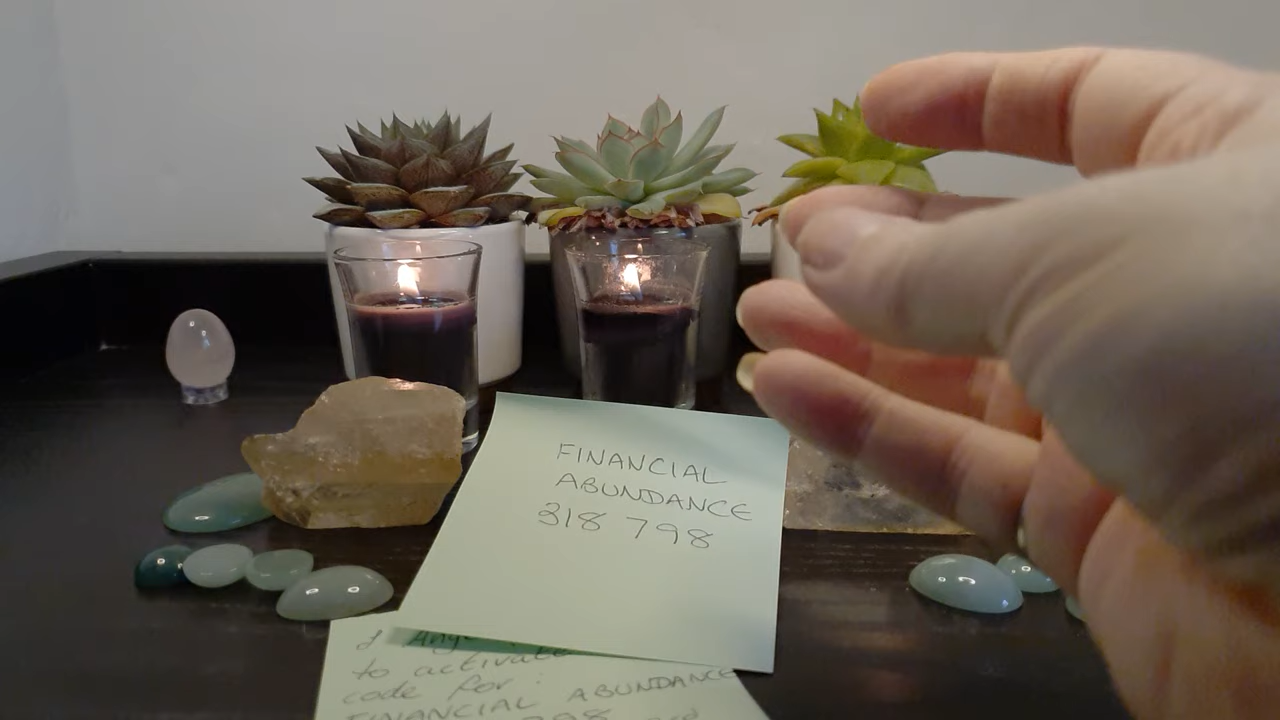 FINANCIAL
ABUNDANCE
318 798
to activate
code for:
FINANCIAL ABUNDANCE